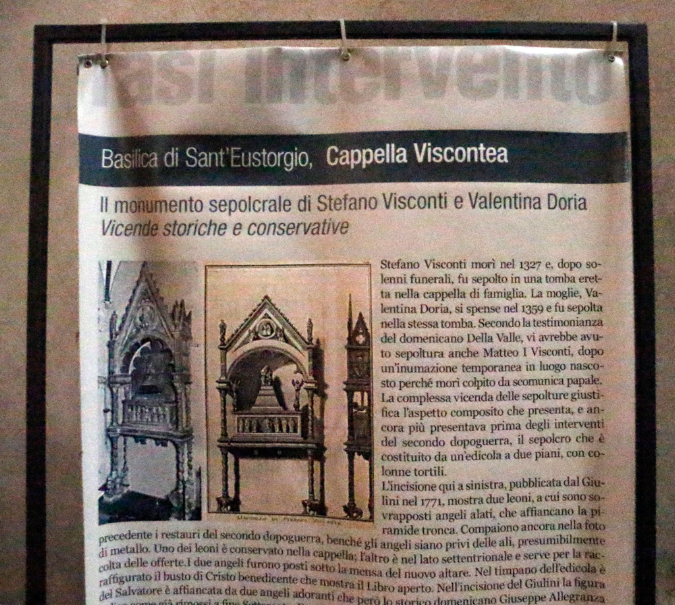 fasi intervento
Basilica di Sant'Eustorgio, Cappella Viscontea
Il monumento sepolcrale di Stefano Visconti e Valentina Doria
Vicende storiche e conservative
Stefano Visconti morì nel 1327 e, dopo so-
lenni funerali, fu sepolto in una tomba eret-
ta nella cappella di famiglia. La moglie, Va-
lentina Doria, si spense nel 1359 e fu sepolta
nella stessa tomba. Secondo la testimonianza
del domenicano Della Valle, vi avrebbe avu-
to sepoltura anche Matteo I Visconti, dopo
un'inumazione temporanea in luogo nasco-
sto perché morì colpito da scomunica papale.
La complessa vicenda delle sepolture giusti-
fica l'aspetto composito che presenta, e an-
cora più presentava prima degli interventi
del secondo dopoguerra, il sepolcro che è
costituito da un'edicola a due piani, con co-
lonne tortili.
L'incisione qui a sinistra, pubblicata dal Giu-
lini nel 1771, mostra due leoni, a cui sono so-
vrapposti angeli alati, che affiancano la pi-
ramide tronca. Compaiono ancora nella foto
precedente i restauri del secondo dopoguerra, benché gli angeli siano privi delle ali, presumibilmente
di metallo. Uno dei leoni è conservato nella cappella; l'altro è nel lato settentrionale e serve per la rac-
colta delle offerte.I due angeli furono posti sotto la mensa del nuovo altare. Nel timpano dell'edicola è
raffigurato il busto di Cristo benedicente che mostra il Libro aperto. Nell'incisione del Giulini la figura
del Salvatore è affiancata da due angeli adoranti che però lo storico domenicano Giuseppe Allegranza